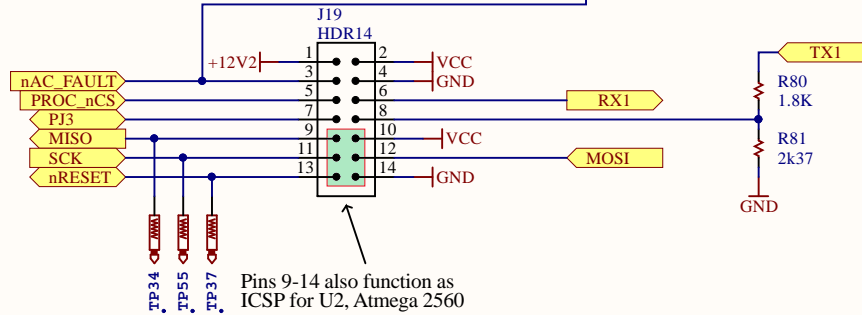 J19
HDR14
+12V2 1 2 VCC
nAC_FAULT 3 4 GND
PROC_nCS 5 6 RX1
PJ3 7 8
MISO 9 10 VCC
SCK 11 12 MOSI
nRESET 13 14 GND
TX1
R80
1.8K
R81
2k37
GND
TP34
TP55
TP37
Pins 9-14 also function as
ICSP for U2, Atmega 2560